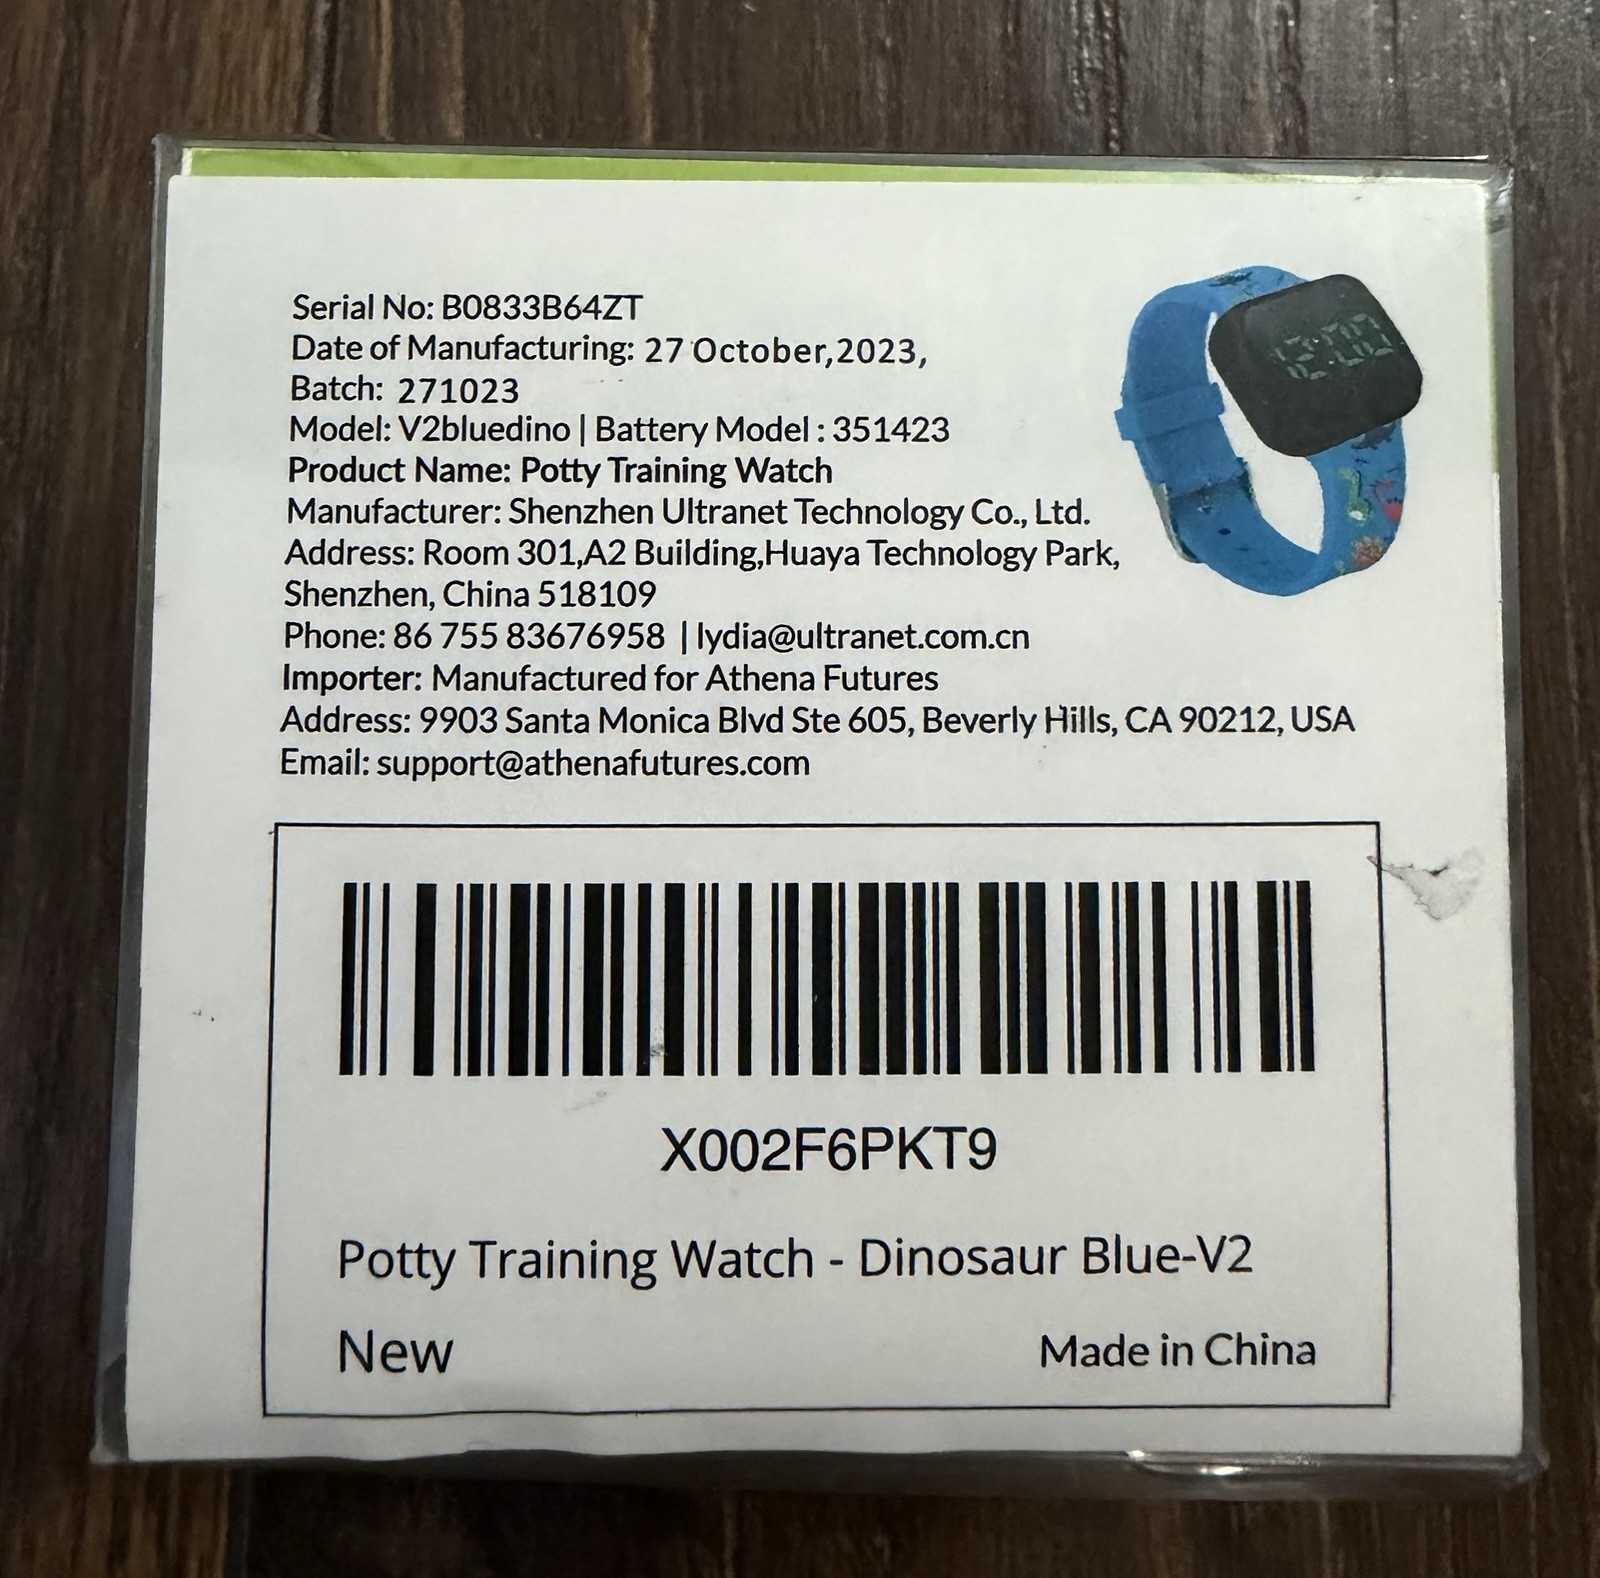 Serial No: B0833B64ZT
Date of Manufacturing: 27 October,2023,
Batch: 271023
Model: V2bluedino | Battery Model : 351423
Product Name: Potty Training Watch
Manufacturer: Shenzhen Ultranet Technology Co., Ltd.
Address: Room 301,A2 Building,Huaya Technology Park,
Shenzhen, China 518109
Phone: 86 755 83676958 | lydia@ultranet.com.cn
Importer: Manufactured for Athena Futures
Address: 9903 Santa Monica Blvd Ste 605, Beverly Hills, CA 90212, USA
Email: support@athenafutures.com
X002F6PKT9
Potty Training Watch - Dinosaur Blue-V2
New
Made in China